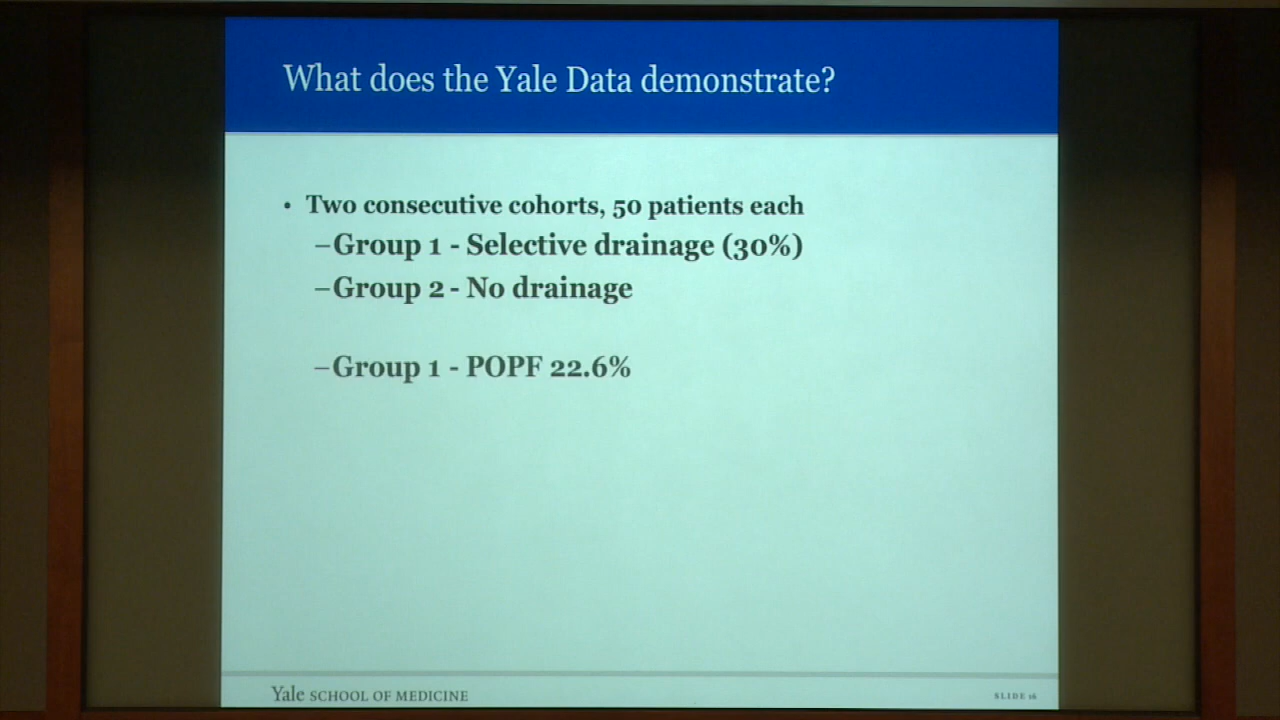 What does the Yale Data demonstrate?
• Two consecutive cohorts, 50 patients each
–Group 1 - Selective drainage (30%)
–Group 2 - No drainage
–Group 1 - POPF 22.6%
Yale SCHOOL OF MEDICINE
SLIDE 16